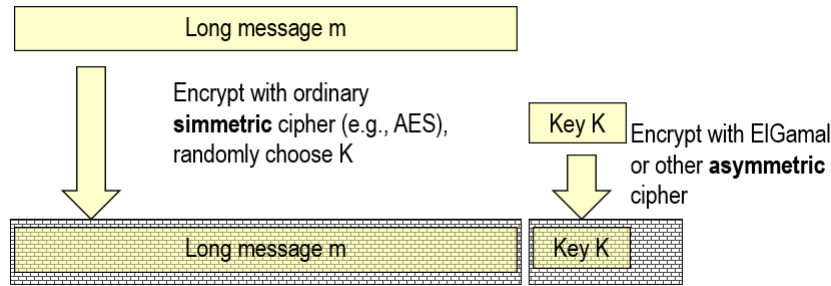 Long message m
Encrypt with ordinary
simmetric cipher (e.g., AES),
randomly choose K
Key K
Encrypt with ElGamal
or other asymmetric
cipher
Long message m
Key K